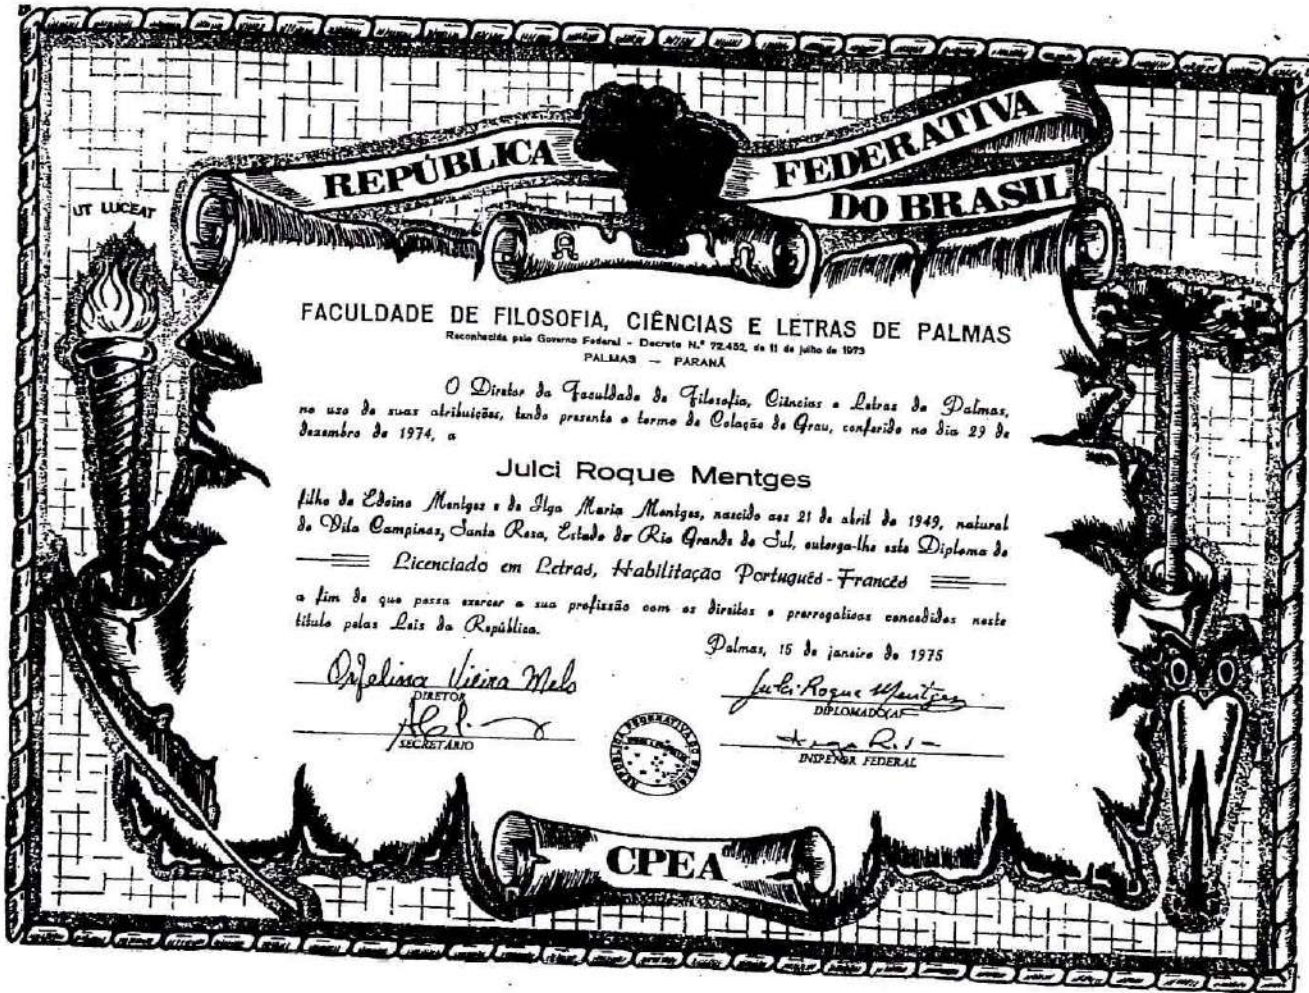 REPÚBLICA FEDERATIVA
DO BRASIL
UT LUCEAT
A Ω
FACULDADE DE FILOSOFIA, CIÊNCIAS E LETRAS DE PALMAS
Reconhecida pelo Governo Federal - Decreto N.º 72.452, de 11 de julho de 1973
PALMAS — PARANÁ
O Diretor da Faculdade de Filosofia, Ciências e Letras de Palmas,
no uso de suas atribuições, tendo presente o termo de Colação de Grau, conferido no dia 29 de
dezembro de 1974, a
Julci Roque Mentges
filho de Edvino Mentges e de Ilga Maria Mentges, nascido aos 21 de abril de 1949, natural
de Vila Campinas, Santa Rosa, Estado do Rio Grande do Sul, outorga-lhe este Diploma de
Licenciado em Letras, Habilitação Português-Francês
a fim de que possa exercer a sua profissão com os direitos e prerrogativas concedidos neste
título pelas Leis da República.
Palmas, 15 de janeiro de 1975
Vieira Melo
DIRETOR
Julci Roque Mentges
DIPLOMADO(A)
SECRETÁRIO
INSPETOR FEDERAL
REPÚBLICA FEDERATIVA DO BRASIL
CPEA